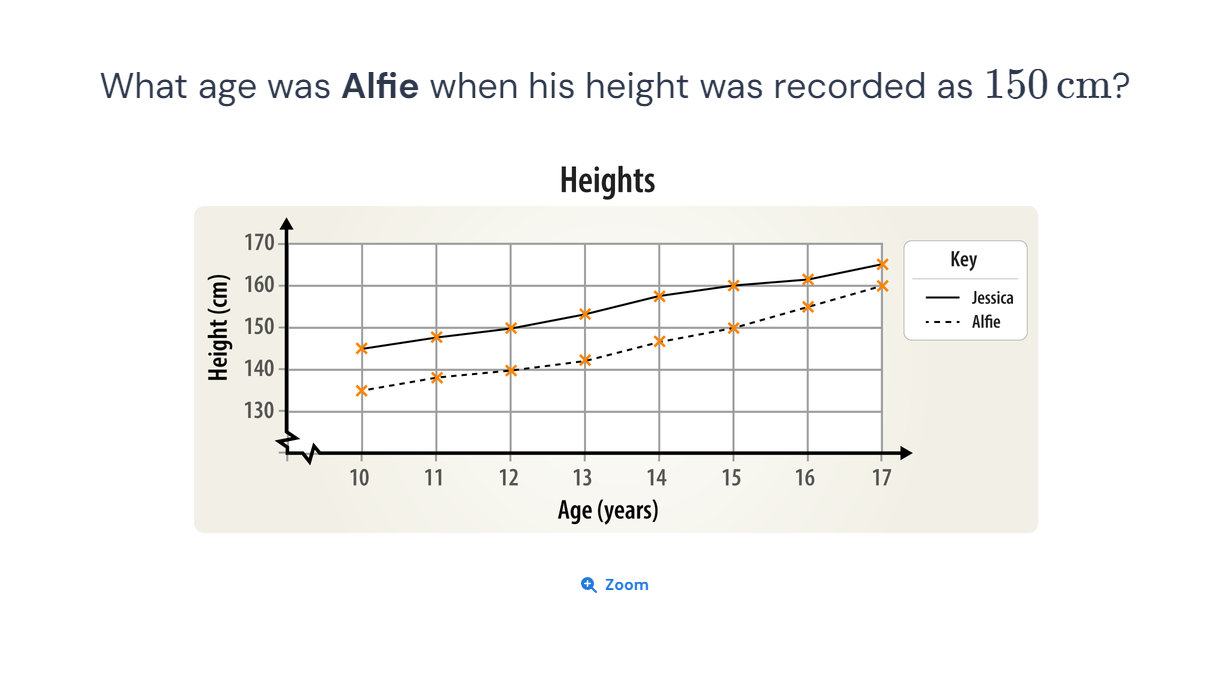 What age was Alfie when his height was recorded as 150 cm?
Heights
170
160
150
140
130
Height (cm)
10 11 12 13 14 15 16 17
Age (years)
Key
Jessica
Alfie
Zoom